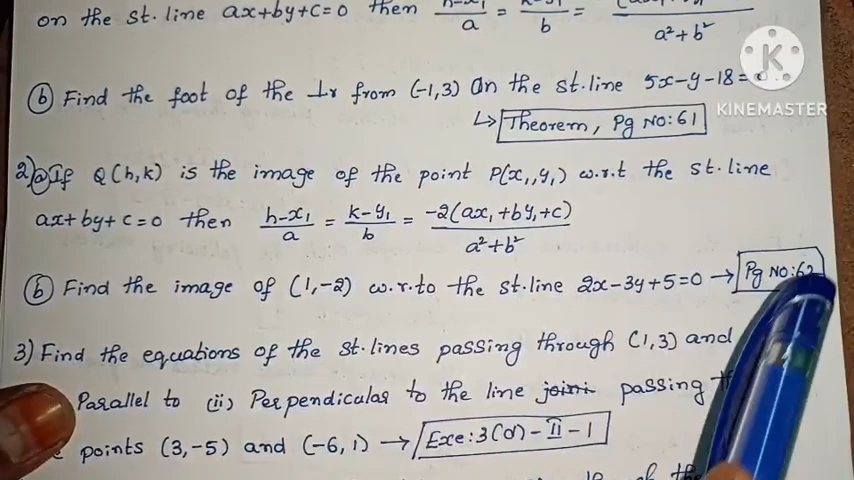 on the st.line ax+by+c=0 then h-x₁/a = k-y₁/b = / a²+b²
ⓑ Find the foot of the ⊥r from (-1,3) on the st.line 5x-y-18=0
↳ Theorem, Pg No:61
KINEMASTER
2) ⓐ If Q(h,k) is the image of the point P(x₁,y₁) w.r.t the st.line
ax+by+c=0 then h-x₁/a = k-y₁/b = -2(ax₁+by₁+c)/a²+b²
ⓑ Find the image of (1,-2) w.r.to the st.line 2x-3y+5=0 → Pg No:62
3) Find the equations of the st.lines passing through (1,3) and
Parallel to (ii) Perpendicular to the line passing
points (3,-5) and (-6,1) → Exe:3(a)-II-1